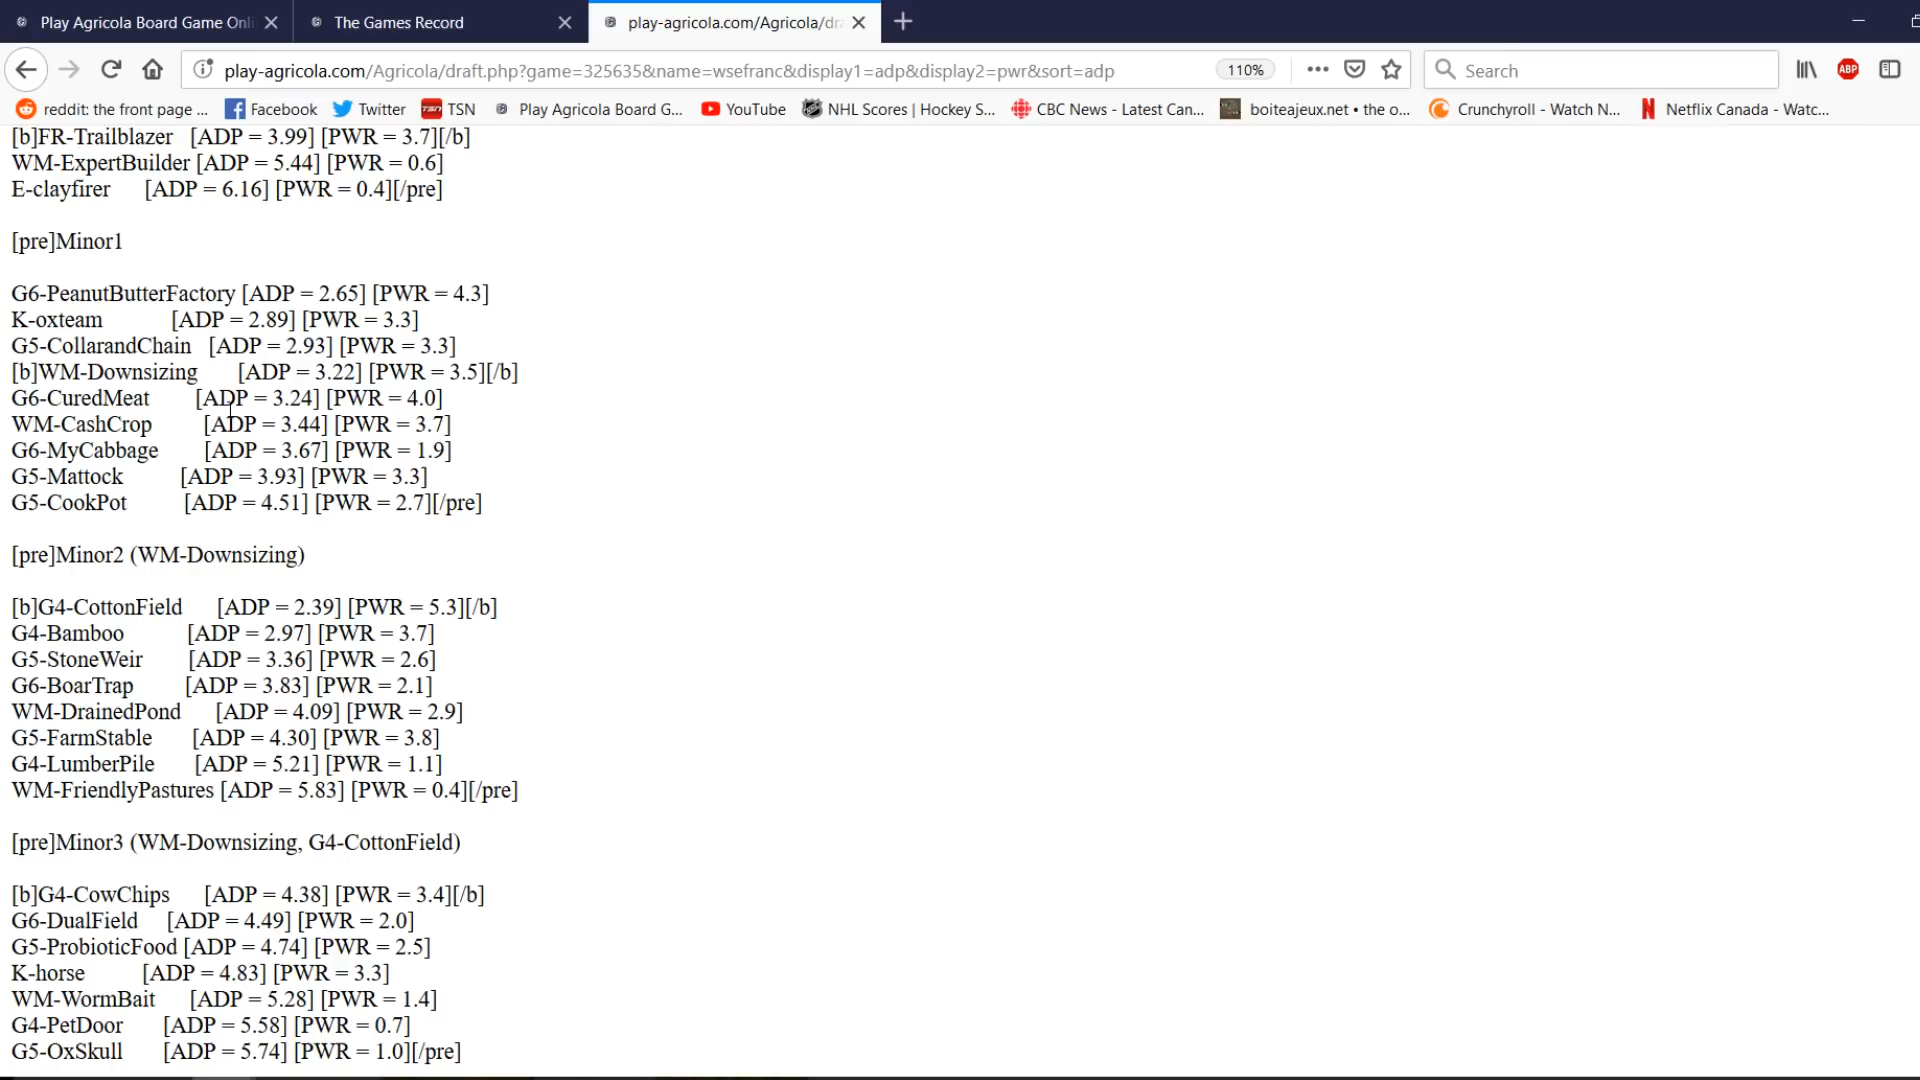 Play Agricola Board Game Onli
The Games Record
play-agricola.com/Agricola/dra
play-agricola.com/Agricola/draft.php?game=325635&name=wsefranc&display1=adp&display2=pwr&sort=adp
110%
Search
ABP
reddit: the front page ...
Facebook
Twitter
TSN
Play Agricola Board G...
YouTube
NHL Scores | Hockey S...
CBC News - Latest Can...
boiteajeux.net • the o...
Crunchyroll - Watch N...
Netflix Canada - Watc...
[b]FR-Trailblazer [ADP = 3.99] [PWR = 3.7][/b]
WM-ExpertBuilder [ADP = 5.44] [PWR = 0.6]
E-clayfirer [ADP = 6.16] [PWR = 0.4][/pre]
[pre]Minor1
G6-PeanutButterFactory [ADP = 2.65] [PWR = 4.3]
K-oxteam [ADP = 2.89] [PWR = 3.3]
G5-CollarandChain [ADP = 2.93] [PWR = 3.3]
[b]WM-Downsizing [ADP = 3.22] [PWR = 3.5][/b]
G6-CuredMeat [ADP = 3.24] [PWR = 4.0]
WM-CashCrop [ADP = 3.44] [PWR = 3.7]
G6-MyCabbage [ADP = 3.67] [PWR = 1.9]
G5-Mattock [ADP = 3.93] [PWR = 3.3]
G5-CookPot [ADP = 4.51] [PWR = 2.7][/pre]
[pre]Minor2 (WM-Downsizing)
[b]G4-CottonField [ADP = 2.39] [PWR = 5.3][/b]
G4-Bamboo [ADP = 2.97] [PWR = 3.7]
G5-StoneWeir [ADP = 3.36] [PWR = 2.6]
G6-BoarTrap [ADP = 3.83] [PWR = 2.1]
WM-DrainedPond [ADP = 4.09] [PWR = 2.9]
G5-FarmStable [ADP = 4.30] [PWR = 3.8]
G4-LumberPile [ADP = 5.21] [PWR = 1.1]
WM-FriendlyPastures [ADP = 5.83] [PWR = 0.4][/pre]
[pre]Minor3 (WM-Downsizing, G4-CottonField)
[b]G4-CowChips [ADP = 4.38] [PWR = 3.4][/b]
G6-DualField [ADP = 4.49] [PWR = 2.0]
G5-ProbioticFood [ADP = 4.74] [PWR = 2.5]
K-horse [ADP = 4.83] [PWR = 3.3]
WM-WormBait [ADP = 5.28] [PWR = 1.4]
G4-PetDoor [ADP = 5.58] [PWR = 0.7]
G5-OxSkull [ADP = 5.74] [PWR = 1.0][/pre]